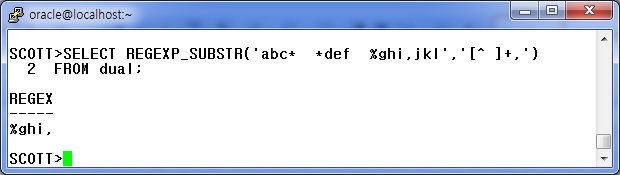 oracle@localhost:~
SCOTT>SELECT REGEXP_SUBSTR('abc*  *def  %ghi,jkl','[^ ]+,')
  2  FROM dual;
REGEX
-----
%ghi,
SCOTT>